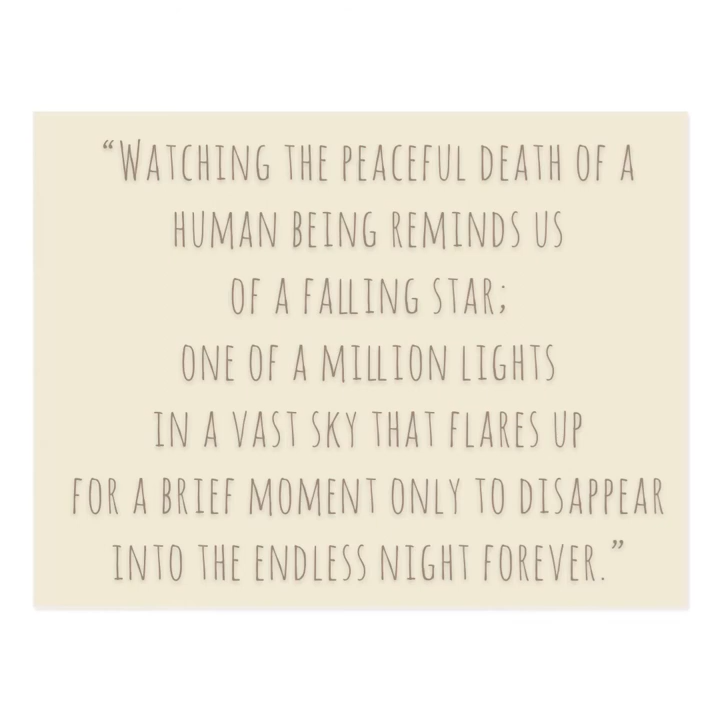 “WATCHING THE PEACEFUL DEATH OF A
HUMAN BEING REMINDS US
OF A FALLING STAR;
ONE OF A MILLION LIGHTS
IN A VAST SKY THAT FLARES UP
FOR A BRIEF MOMENT ONLY TO DISAPPEAR
INTO THE ENDLESS NIGHT FOREVER.”